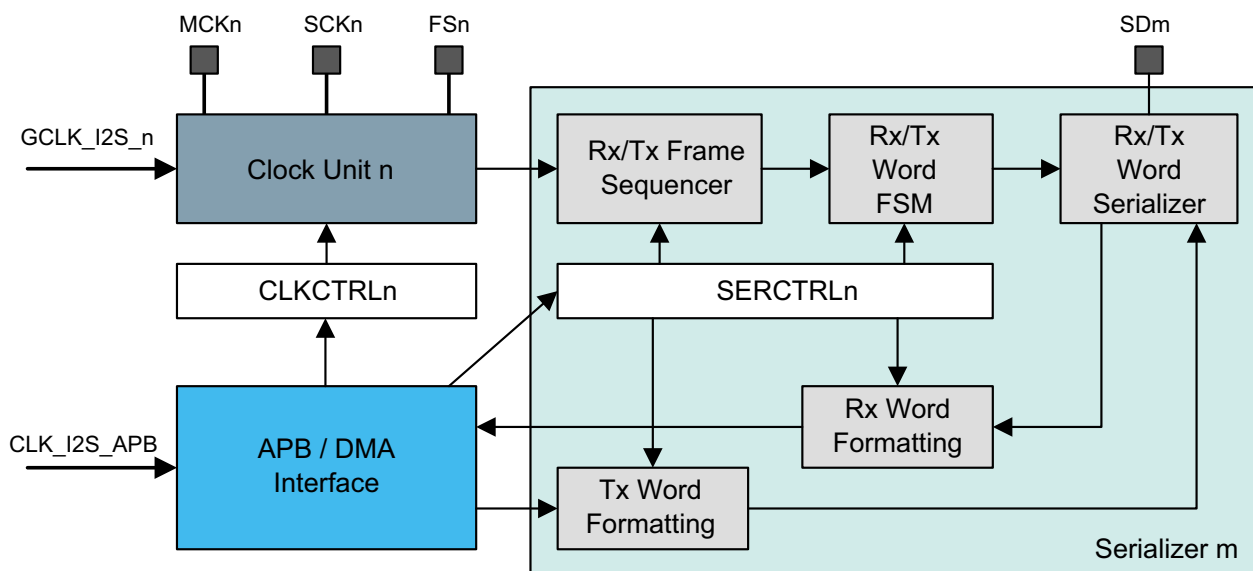 MCKn
SCKn
FSn
SDm
GCLK_I2S_n
Clock Unit n
Rx/Tx Frame
Sequencer
Rx/Tx
Word
FSM
Rx/Tx
Word
Serializer
CLKCTRLn
SERCTRLn
CLK_I2S_APB
APB / DMA
Interface
Rx Word
Formatting
Tx Word
Formatting
Serializer m